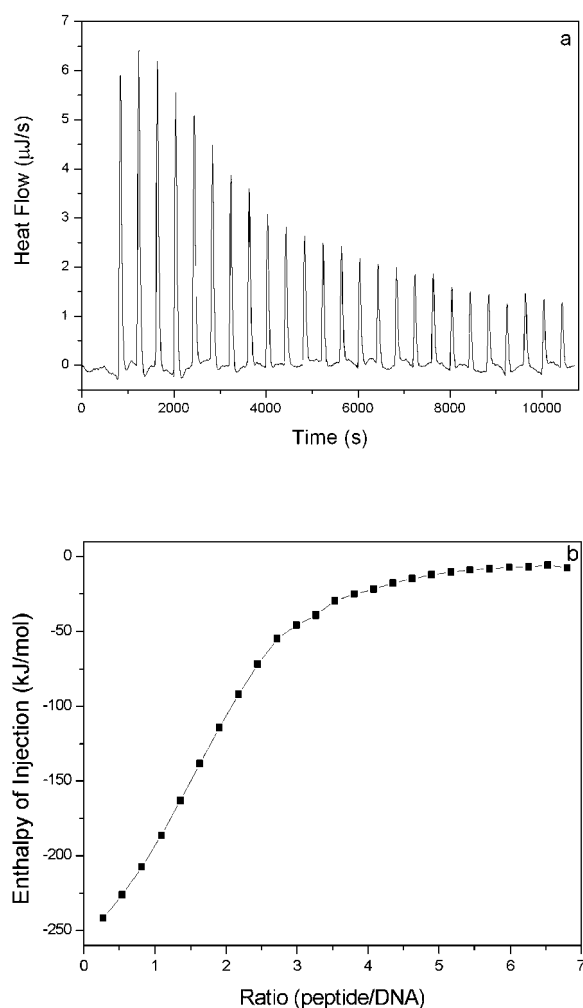 a
7
6
5
4
3
2
1
0
Heat Flow (μJ/s)
0 2000 4000 6000 8000 10000
Time (s)
b
0
-50
-100
-150
-200
-250
Enthalpy of Injection (kJ/mol)
0 1 2 3 4 5 6 7
Ratio (peptide/DNA)